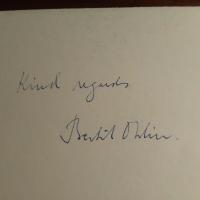 Kind regards
Bertil Ohlin.